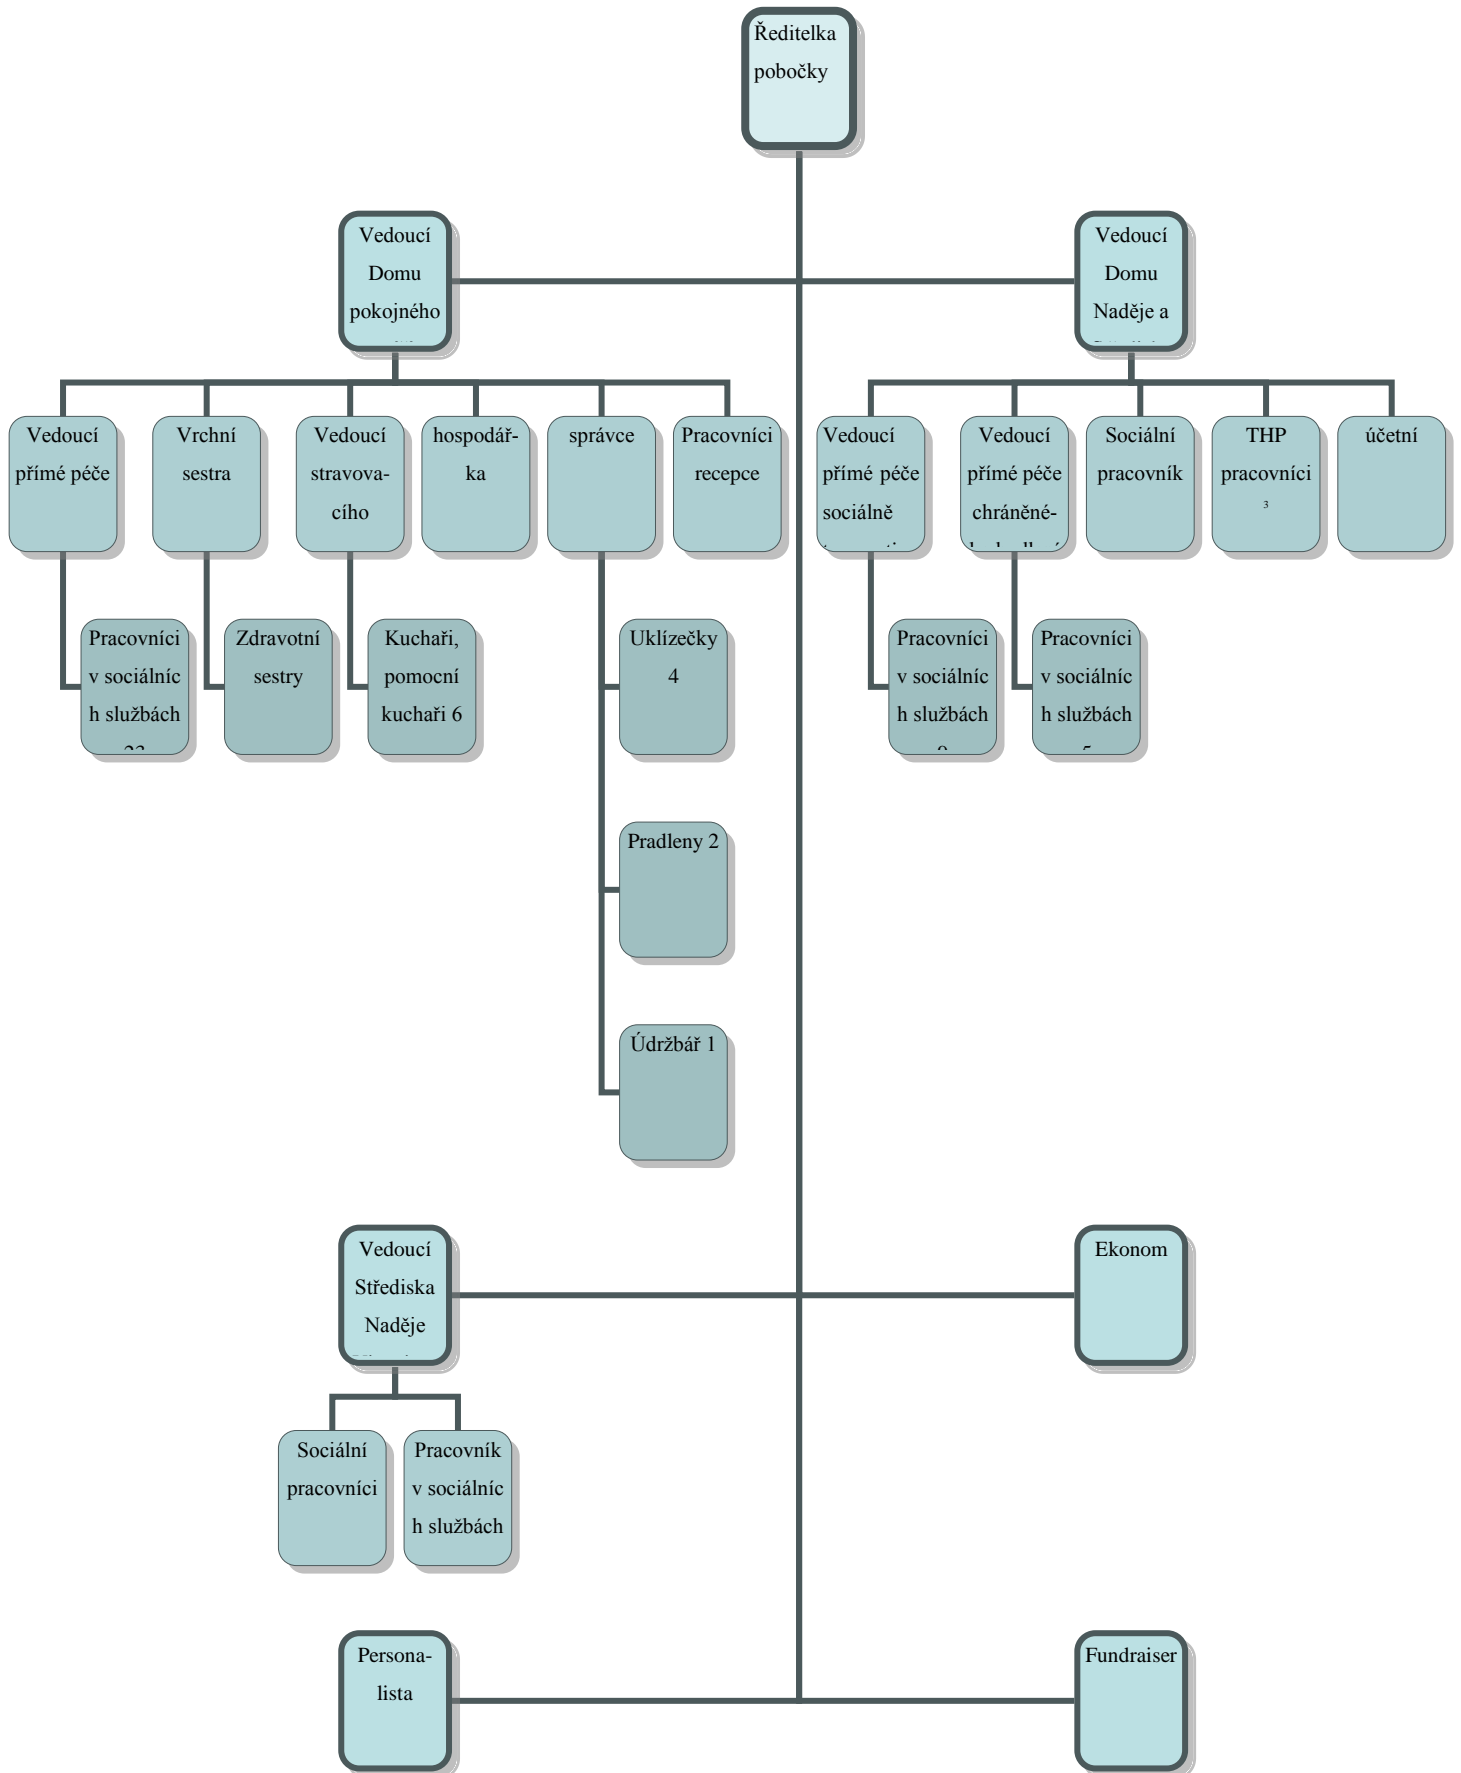 Ředitelka
pobočky
Vedoucí
Domu
pokojného
Vedoucí
Domu
Naděje a
Vedoucí
přímé péče
Vrchní
sestra
Vedoucí
stravova-
cího
hospodář-
ka
správce
Pracovníci
recepce
Vedoucí
přímé péče
sociálně
Vedoucí
přímé péče
chráněné-
Sociální
pracovník
THP
pracovníci
3
účetní
Pracovníci
v sociálníc
h službách
Zdravotní
sestry
Kuchaři,
pomocní
kuchaři 6
Uklízečky
4
Pracovníci
v sociálníc
h službách
Pracovníci
v sociálníc
h službách
Pradleny 2
Údržbář 1
Vedoucí
Střediska
Naděje
Ekonom
Sociální
pracovníci
Pracovník
v sociálníc
h službách
Persona-
lista
Fundraiser